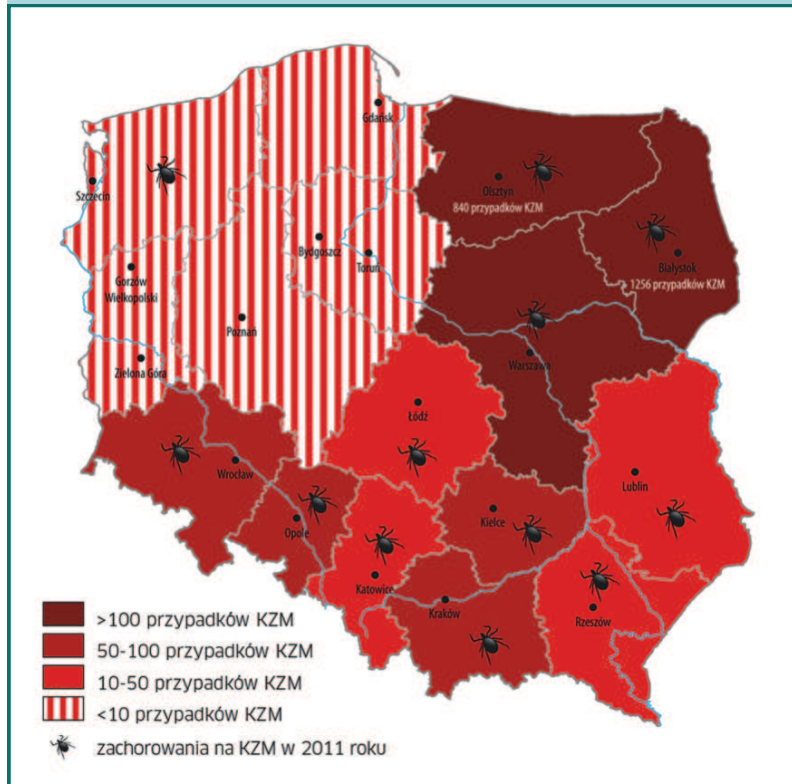 Gdańsk
Szczecin
Olsztyn
840 przypadków KZM
Bydgoszcz
Toruń
Białystok
1256 przypadków KZM
Gorzów
Wielkopolski
Poznań
Warszawa
Zielona Góra
Łódź
Wrocław
Lublin
Opole
Kielce
Katowice
Kraków
Rzeszów
>100 przypadków KZM
50-100 przypadków KZM
10-50 przypadków KZM
<10 przypadków KZM
zachorowania na KZM w 2011 roku